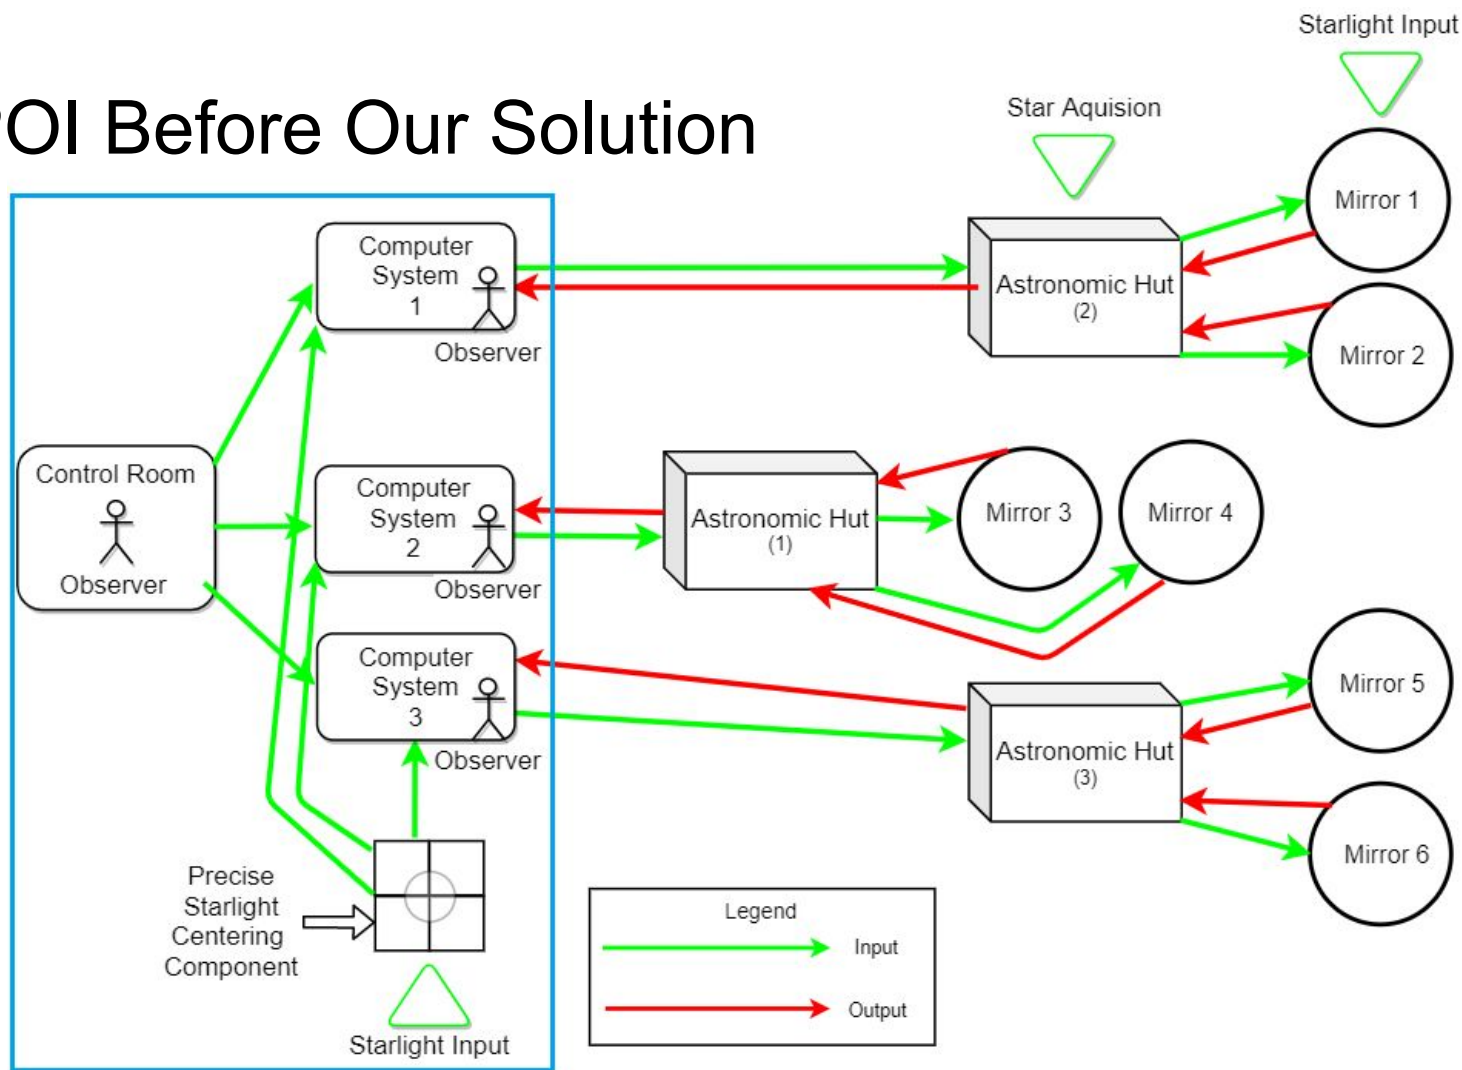 OI Before Our Solution
Starlight Input
Star Aquision
Mirror 1
Mirror 2
Astronomic Hut
(2)
Computer
System
1
Observer
Control Room
Observer
Computer
System
2
Observer
Astronomic Hut
(1)
Mirror 3
Mirror 4
Computer
System
3
Observer
Astronomic Hut
(3)
Mirror 5
Mirror 6
Precise
Starlight
Centering
Component
Starlight Input
Legend
Input
Output